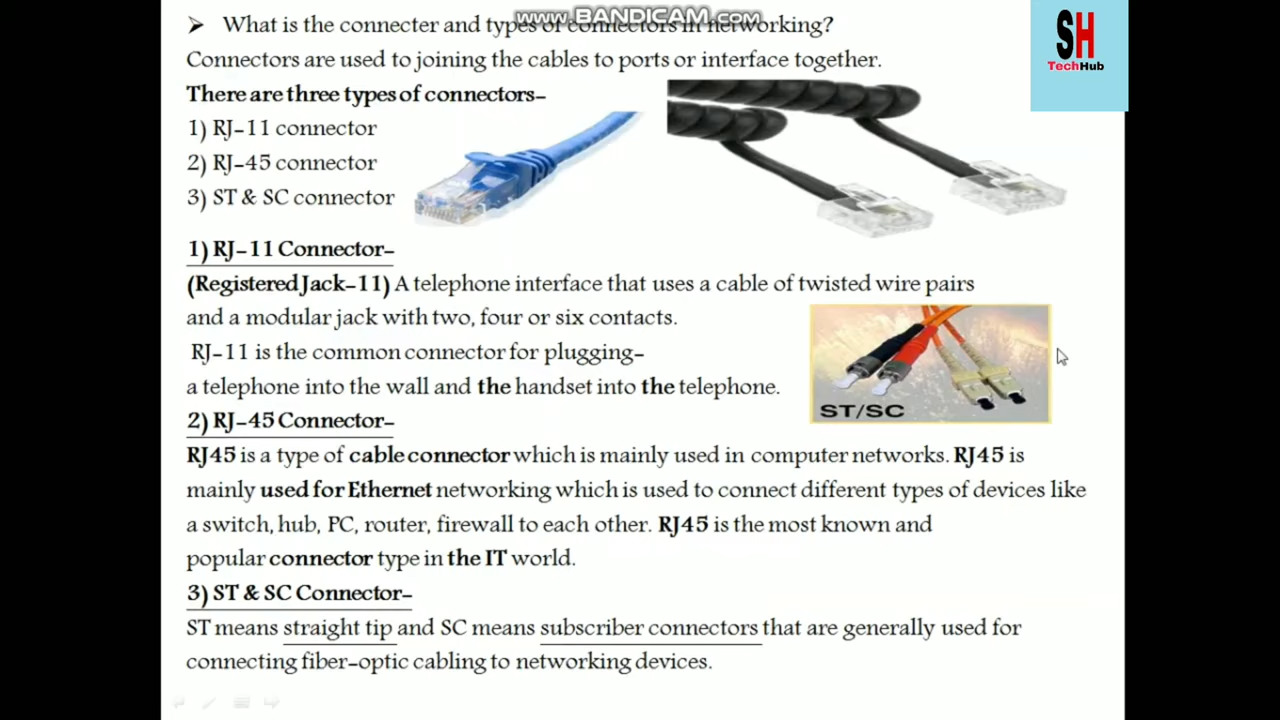 www.BANDICAM.com
➢ What is the connecter and types of connectors in networking?
SH
TechHub
Connectors are used to joining the cables to ports or interface together.
There are three types of connectors-
1) RJ-11 connector
2) RJ-45 connector
3) ST & SC connector
1) RJ-11 Connector-
(Registered Jack-11) A telephone interface that uses a cable of twisted wire pairs
and a modular jack with two, four or six contacts.
RJ-11 is the common connector for plugging-
a telephone into the wall and the handset into the telephone.
ST/SC
2) RJ-45 Connector-
RJ45 is a type of cable connector which is mainly used in computer networks. RJ45 is
mainly used for Ethernet networking which is used to connect different types of devices like
a switch, hub, PC, router, firewall to each other. RJ45 is the most known and
popular connector type in the IT world.
3) ST & SC Connector-
ST means straight tip and SC means subscriber connectors that are generally used for
connecting fiber-optic cabling to networking devices.